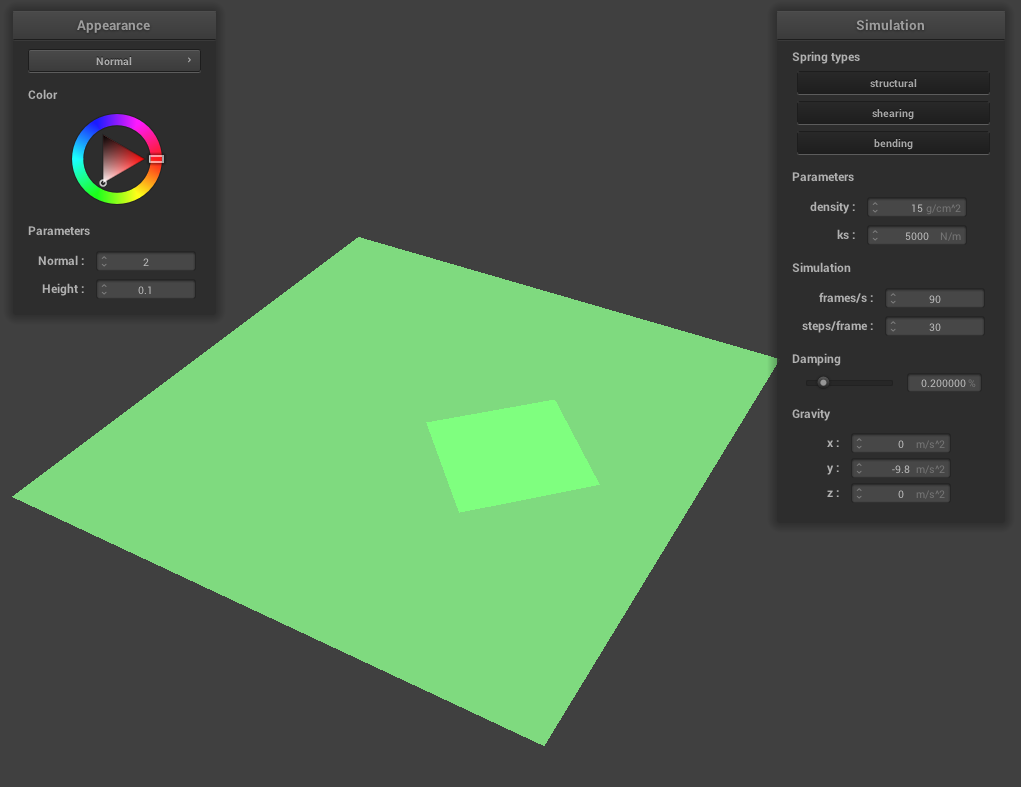 Appearance
Normal
Color
Parameters
Normal : 2
Height : 0.1
Simulation
Spring types
structural
shearing
bending
Parameters
density : 15 g/cm^2
ks : 5000 N/m
Simulation
frames/s : 90
steps/frame : 30
Damping
0.200000 %
Gravity
x : 0 m/s^2
y : -9.8 m/s^2
z : 0 m/s^2